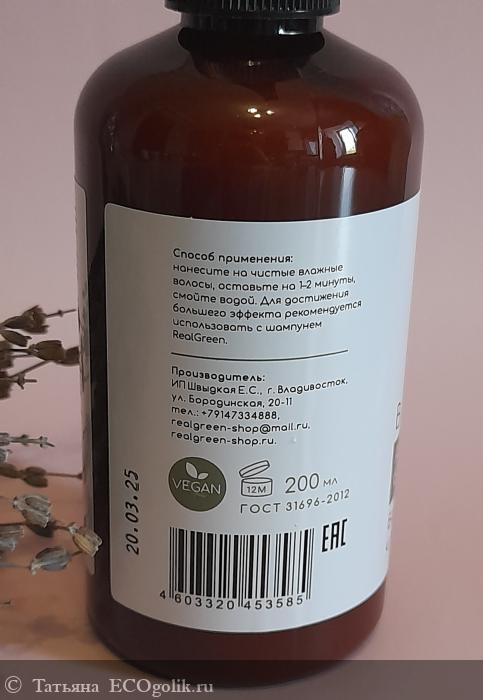 Способ применения:
нанесите на чистые влажные
волосы, оставьте на 1-2 минуты,
смойте водой. Для достижения
большего эффекта рекомендуется
использовать с шампунем
RealGreen.
Производитель:
ИП Швыдкая Е.С., г. Владивосток,
ул. Бородинская, 20-11
тел.: +79147334888,
realgreen-shop@mail.ru,
realgreen-shop.ru.
VEGAN
12M
200 мл
ГОСТ 31696-2012
20.03.25
EAC
4 603320 453585
© Татьяна ECOgolik.ru